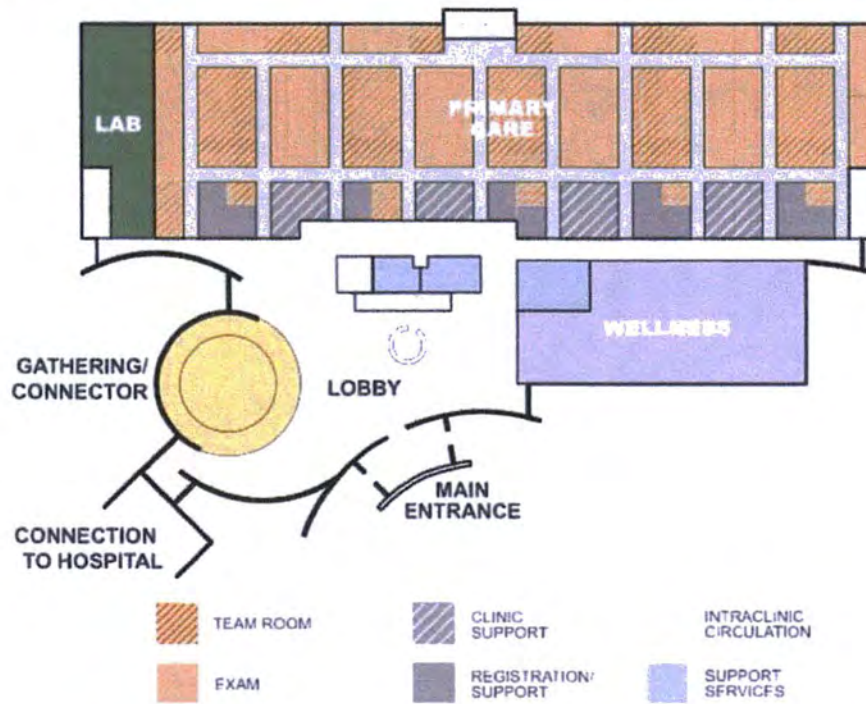 LAB
PRIMARY
CARE
WELLNESS
GATHERING/
CONNECTOR
LOBBY
MAIN
ENTRANCE
CONNECTION
TO HOSPITAL
TEAM ROOM
CLINIC
SUPPORT
INTRACLINIC
CIRCULATION
EXAM
REGISTRATION/
SUPPORT
SUPPORT
SERVICES